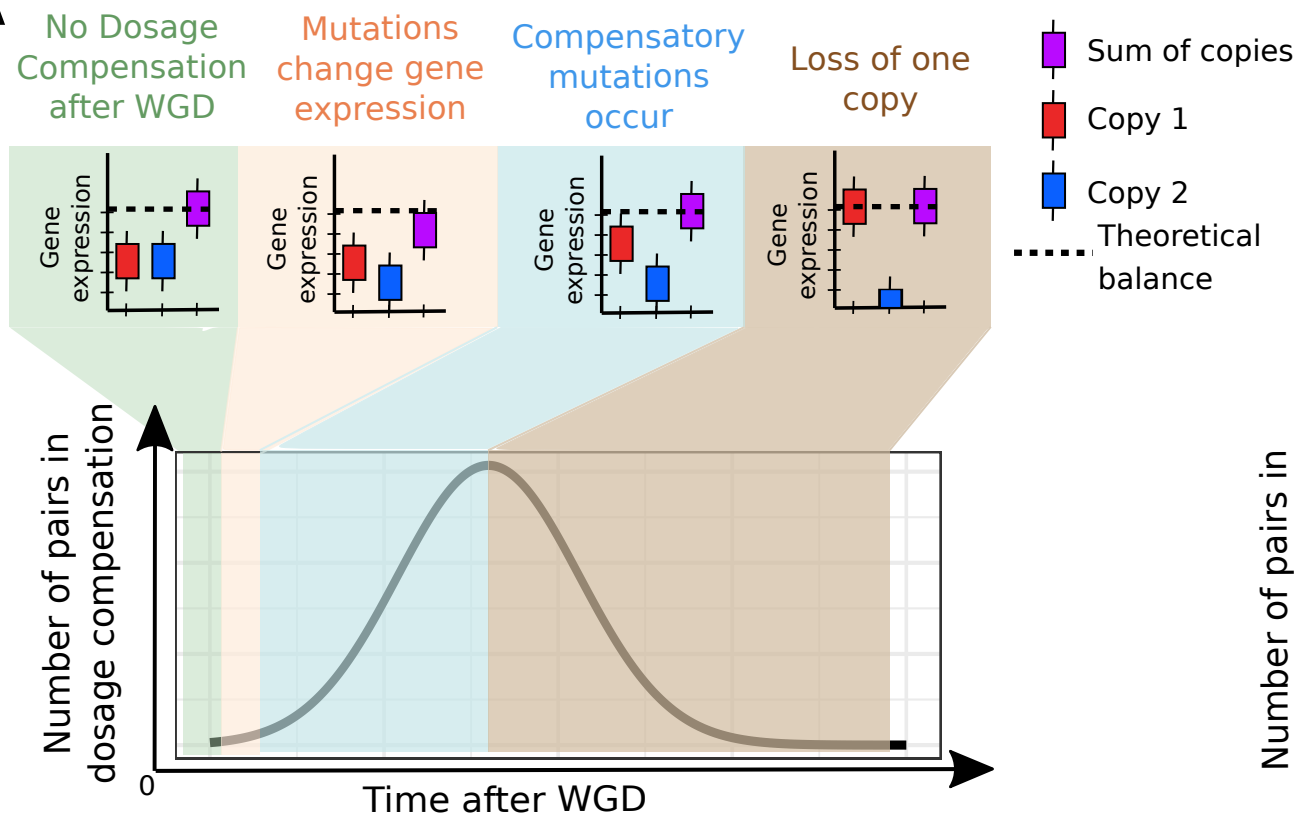 No Dosage
Compensation
after WGD
Mutations
change gene
expression
Compensatory
mutations
occur
Loss of one
copy
Sum of copies
Copy 1
Copy 2
Theoretical
balance
Gene
expression
Gene
expression
Gene
expression
Gene
expression
Number of pairs in
dosage compensation
0
Time after WGD
Number of pairs in